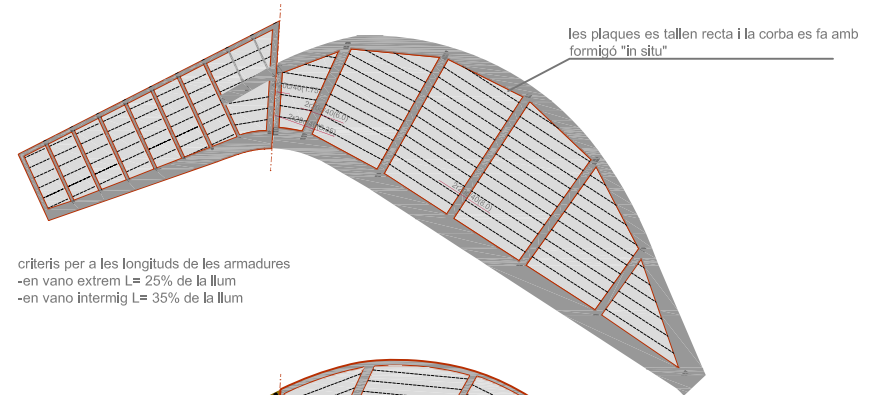 les plaques es tallen recta i la corba es fa amb
formigó "in situ"
criteris per a les longituds de les armadures
-en vano extrem L= 25% de la llum
-en vano intermig L= 35% de la llum